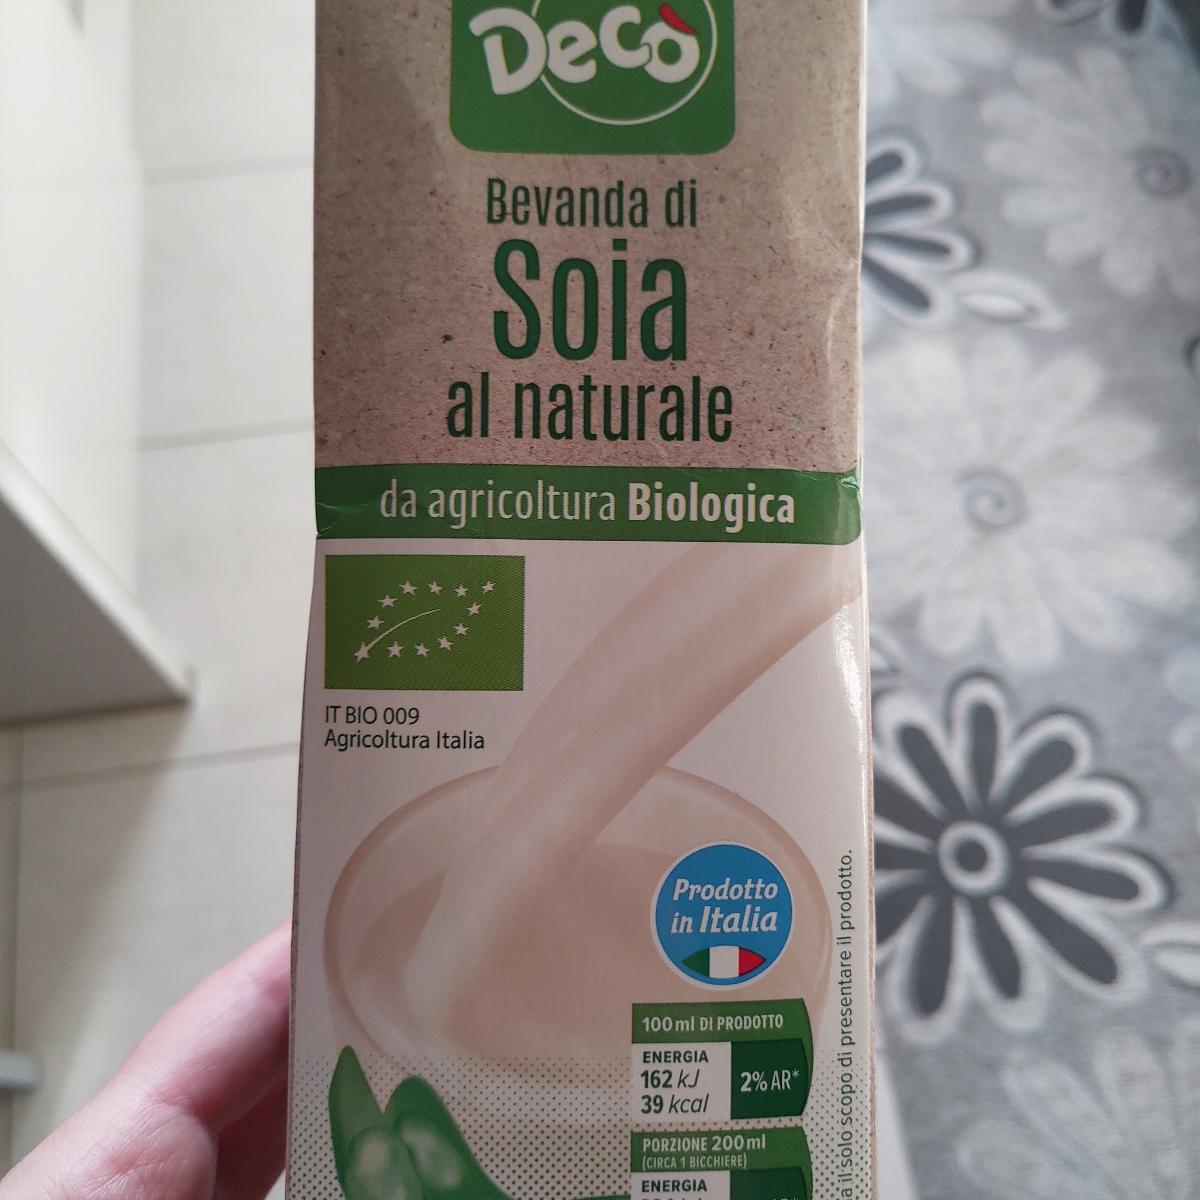 Decò
Bevanda di
Soia
al naturale
da agricoltura Biologica
IT BIO 009
Agricoltura Italia
Prodotto
in Italia
100 ml DI PRODOTTO
ENERGIA
162 kJ
39 kcal
2% AR*
PORZIONE 200 ml
(CIRCA 1 BICCHIERE)
ENERGIA
il solo scopo di presentare il prodotto.